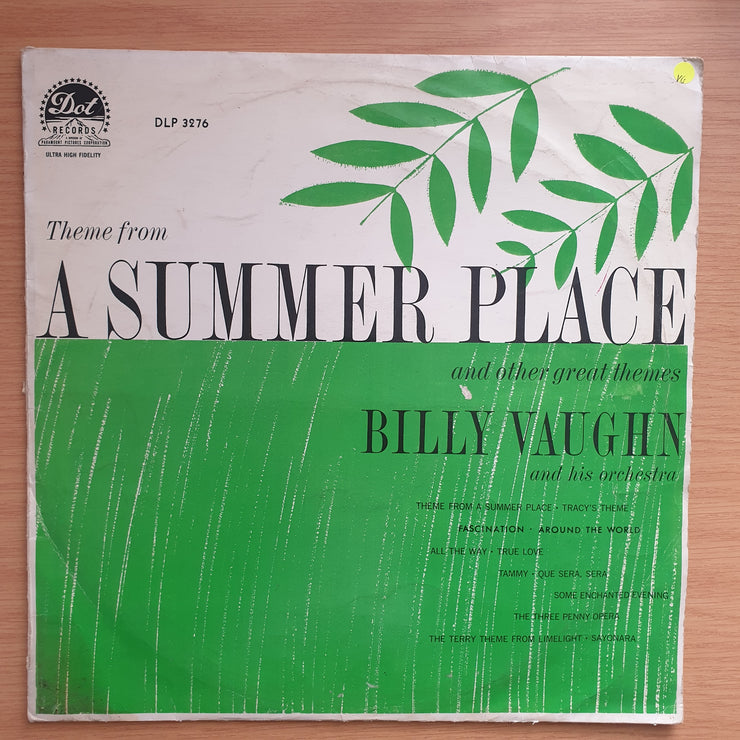 Dot
RECORDS
A DIVISION OF
PARAMOUNT PICTURES CORPORATION
ULTRA HIGH FIDELITY
DLP 3276
VG
Theme from
A SUMMER PLACE
and other great themes
BILLY VAUGHN
and his orchestra
THEME FROM A SUMMER PLACE • TRACY'S THEME
FASCINATION • AROUND THE WORLD
ALL THE WAY • TRUE LOVE
TAMMY • QUE SERA, SERA
SOME ENCHANTED EVENING
THE THREE PENNY OPERA
THE TERRY THEME FROM LIMELIGHT • SAYONARA